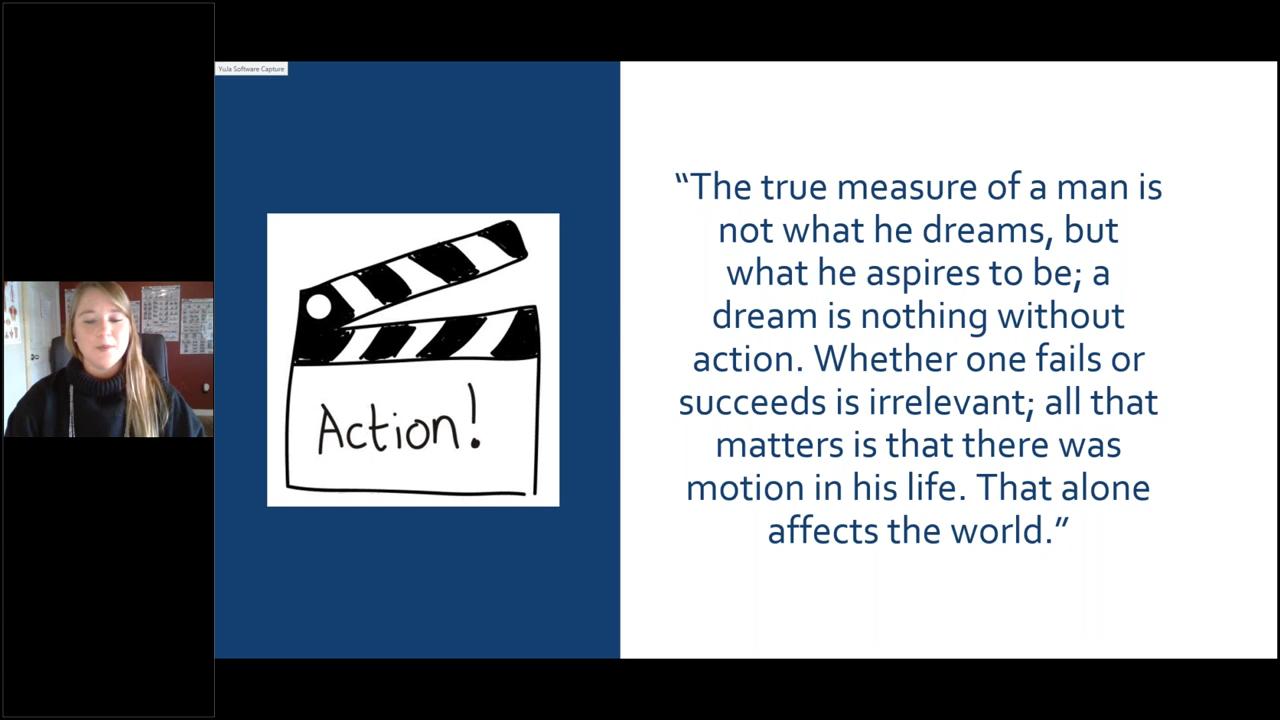 YuJa Software Capture
Action!
“The true measure of a man is
not what he dreams, but
what he aspires to be; a
dream is nothing without
action. Whether one fails or
succeeds is irrelevant; all that
matters is that there was
motion in his life. That alone
affects the world.”